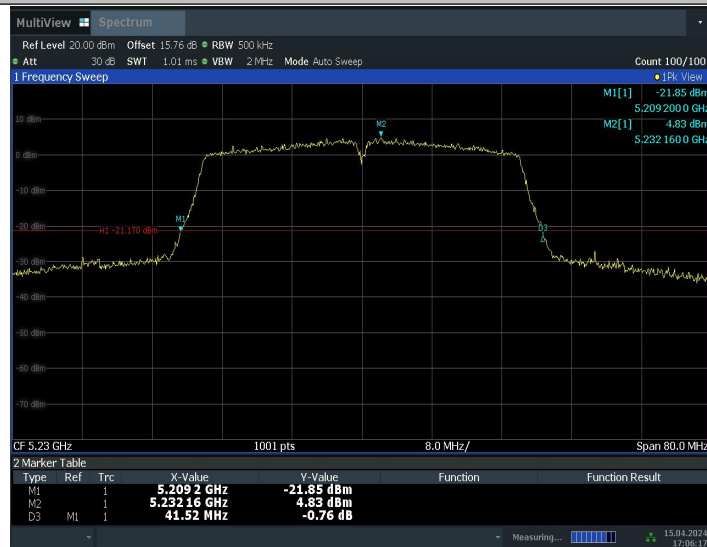 MultiView Spectrum
Ref Level 20.00 dBm Offset 15.76 dB RBW 500 kHz
Att 30 dB SWT 1.01 ms VBW 2 MHz Mode Auto Sweep Count 100/100
1 Frequency Sweep 1Pk View
M1[1] -21.85 dBm
5.209 200 0 GHz
10 dBm M2 M2[1] 4.83 dBm
5.232 160 0 GHz
0 dBm
-10 dBm
-20 dBm M1 D3
H1 -21.170 dBm
-30 dBm
-40 dBm
-50 dBm
-60 dBm
-70 dBm
CF 5.23 GHz 1001 pts 8.0 MHz/ Span 80.0 MHz
2 Marker Table
Type Ref Trc X-Value Y-Value Function Function Result
M1 1 5.209 2 GHz -21.85 dBm
M2 1 5.232 16 GHz 4.83 dBm
D3 M1 1 41.52 MHz -0.76 dB
Measuring... 15.04.2024
17:06:17